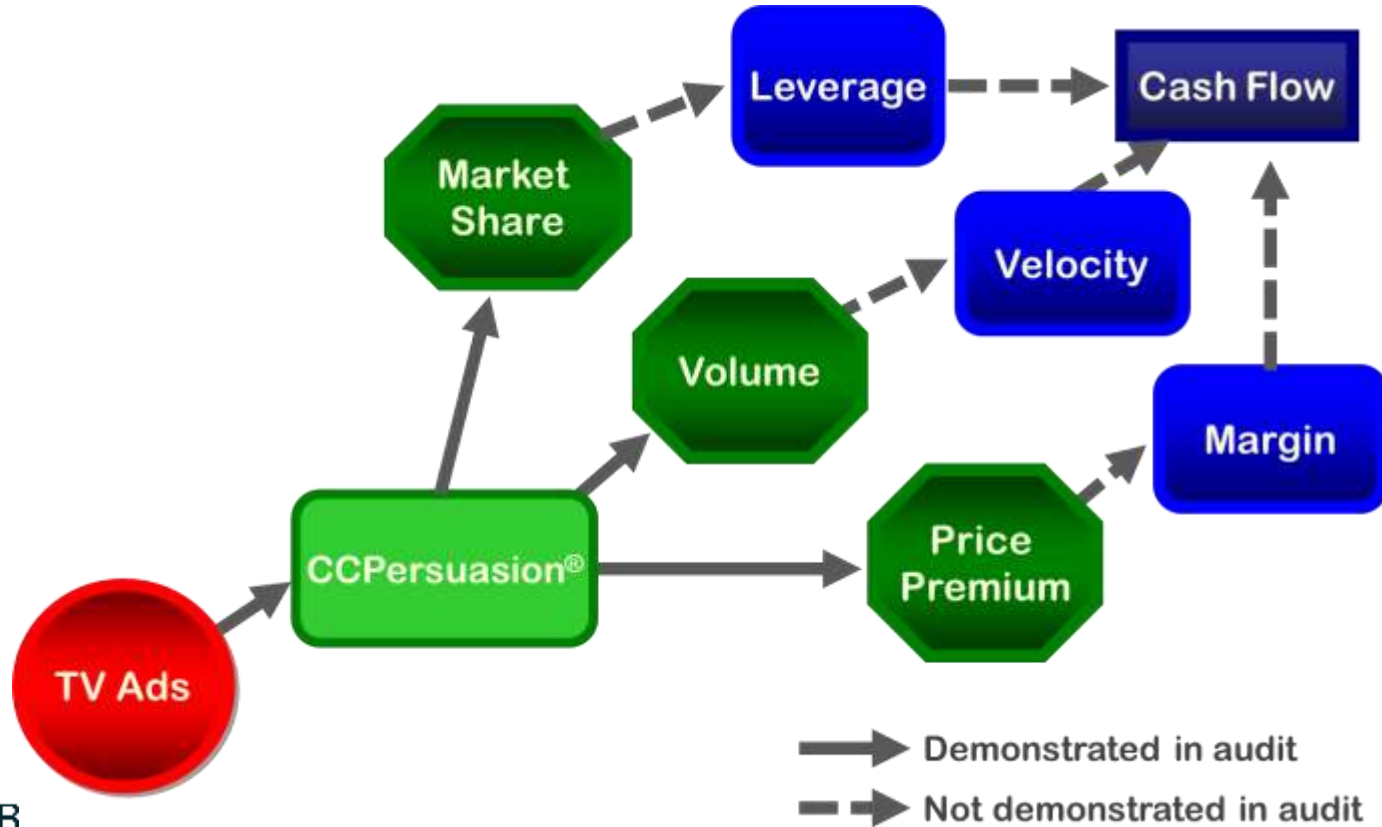 Leverage
Cash Flow
Market
Share
Velocity
Volume
Margin
Price
Premium
CCPersuasion®
TV Ads
Demonstrated in audit
Not demonstrated in audit